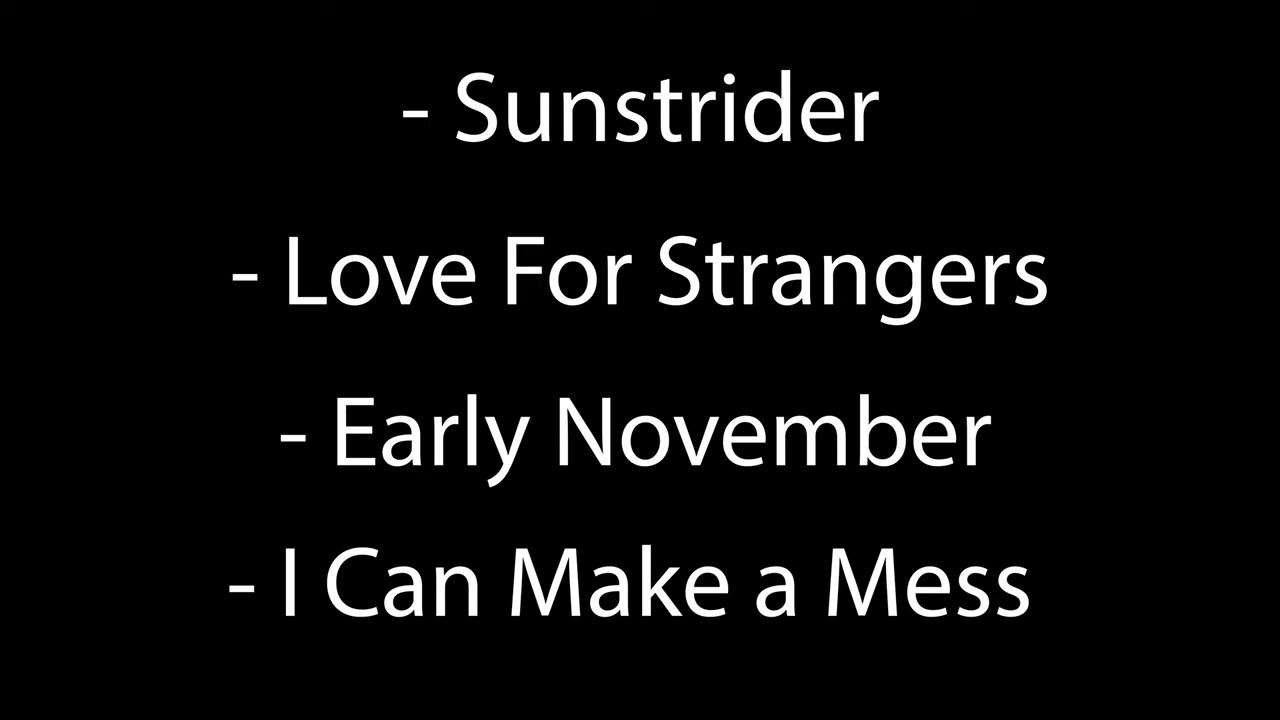 - Sunstrider
- Love For Strangers
- Early November
- I Can Make a Mess